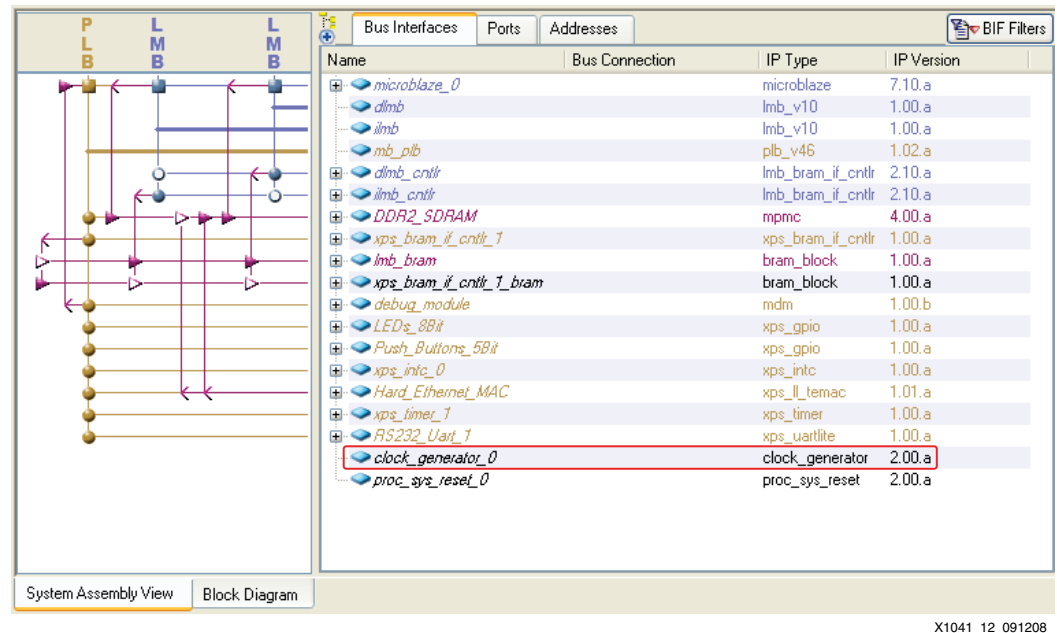 PLB LMB LMB
Bus Interfaces Ports Addresses BIF Filters
Name Bus Connection IP Type IP Version
microblaze_0 microblaze 7.10.a
dlmb lmb_v10 1.00.a
ilmb lmb_v10 1.00.a
mb_plb plb_v46 1.02.a
dlmb_cntlr lmb_bram_if_cntlr 2.10.a
ilmb_cntlr lmb_bram_if_cntlr 2.10.a
DDR2_SDRAM mpmc 4.00.a
xps_bram_if_cntlr_1 xps_bram_if_cntlr 1.00.a
lmb_bram bram_block 1.00.a
xps_bram_if_cntlr_1_bram bram_block 1.00.a
debug_module mdm 1.00.b
LEDs_8Bit xps_gpio 1.00.a
Push_Buttons_5Bit xps_gpio 1.00.a
xps_intc_0 xps_intc 1.00.a
Hard_Ethernet_MAC xps_ll_temac 1.01.a
xps_timer_1 xps_timer 1.00.a
RS232_Uart_1 xps_uartlite 1.00.a
clock_generator_0 clock_generator 2.00.a
proc_sys_reset_0 proc_sys_reset 2.00.a
System Assembly View Block Diagram
X1041_12_091208